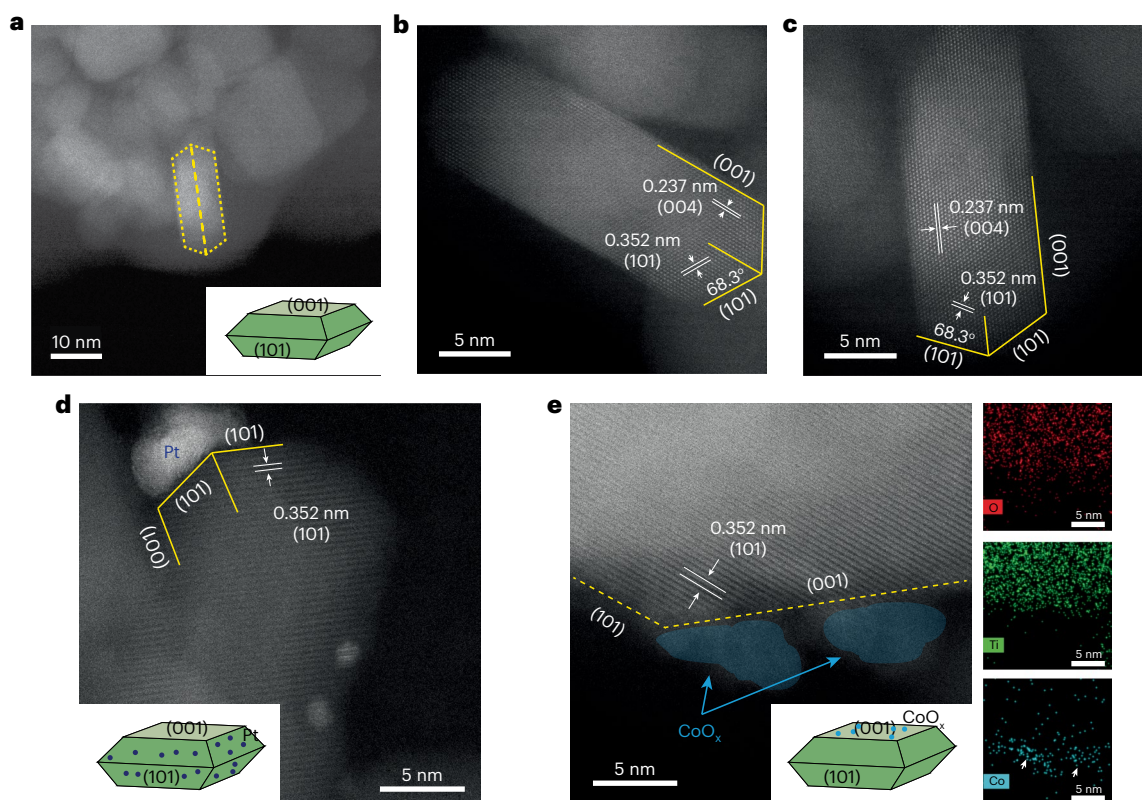 a
(001)
(101)
10 nm
b
(001)
0.237 nm
(004)
0.352 nm
(101)
68.3°
(101)
5 nm
c
0.237 nm
(004)
(001)
0.352 nm
(101)
68.3°
(101)
(101)
5 nm
d
Pt
(101)
(101)
(001)
0.352 nm
(101)
(001)
Pt
(101)
5 nm
e
0.352 nm
(101)
(001)
(101)
CoOₓ
5 nm
(001)
CoOₓ
(101)
O
5 nm
Ti
5 nm
Co
5 nm